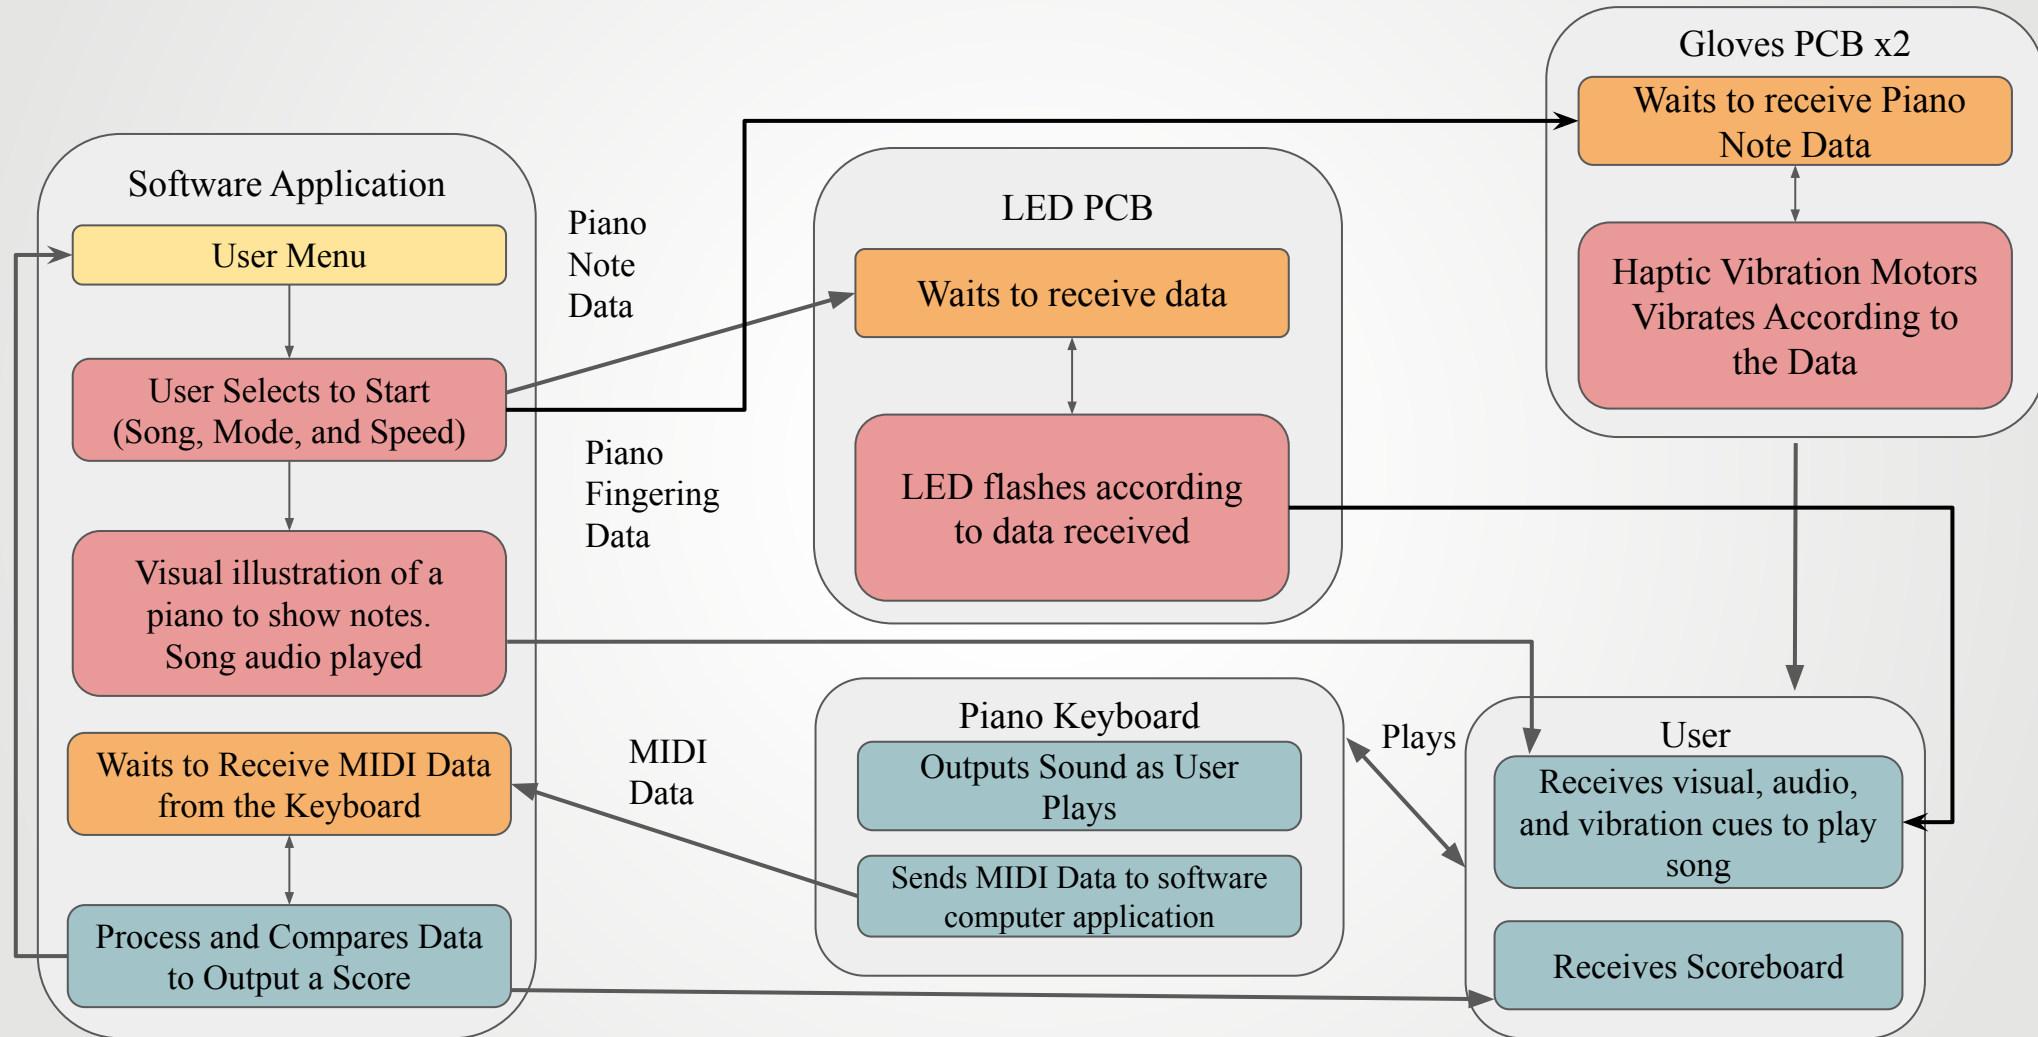 Software Application
User Menu
User Selects to Start
(Song, Mode, and Speed)
Visual illustration of a
piano to show notes.
Song audio played
Waits to Receive MIDI Data
from the Keyboard
Process and Compares Data
to Output a Score
Piano
Note
Data
Piano
Fingering
Data
MIDI
Data
LED PCB
Waits to receive data
LED flashes according
to data received
Piano Keyboard
Outputs Sound as User
Plays
Sends MIDI Data to software
computer application
Plays
Gloves PCB x2
Waits to receive Piano
Note Data
Haptic Vibration Motors
Vibrates According to
the Data
User
Receives visual, audio,
and vibration cues to play
song
Receives Scoreboard